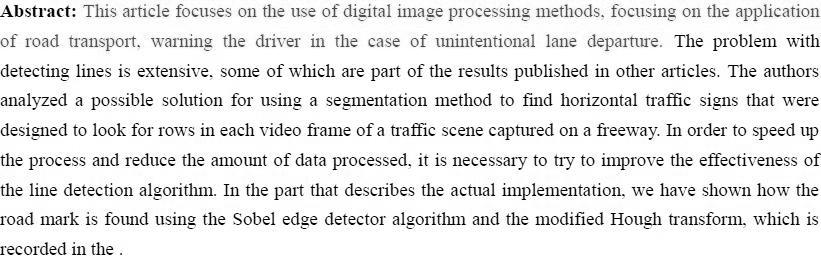 Abstract: This article focuses on the use of digital image processing methods, focusing on the application
of road transport, warning the driver in the case of unintentional lane departure. The problem with
detecting lines is extensive, some of which are part of the results published in other articles. The authors
analyzed a possible solution for using a segmentation method to find horizontal traffic signs that were
designed to look for rows in each video frame of a traffic scene captured on a freeway. In order to speed up
the process and reduce the amount of data processed, it is necessary to try to improve the effectiveness of
the line detection algorithm. In the part that describes the actual implementation, we have shown how the
road mark is found using the Sobel edge detector algorithm and the modified Hough transform, which is
recorded in the .